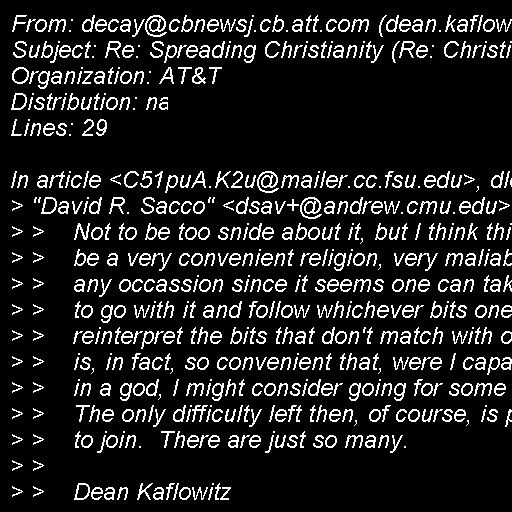 From: decay@cbnewsj.cb.att.com (dean.kaflow
Subject: Re: Spreading Christianity (Re: Christi
Organization: AT&T
Distribution: na
Lines: 29

In article <C51puA.K2u@mailer.cc.fsu.edu>, dl
> "David R. Sacco" <dsav+@andrew.cmu.edu>
> >    Not to be too snide about it, but I think thi
> >    be a very convenient religion, very maliab
> >    any occassion since it seems one can tak
> >    to go with it and follow whichever bits one
> >    reinterpret the bits that don't match with o
> >    is, in fact, so convenient that, were I capa
> >    in a god, I might consider going for some
> >    The only difficulty left then, of course, is p
> >    to join.  There are just so many.
> >
> >    Dean Kaflowitz